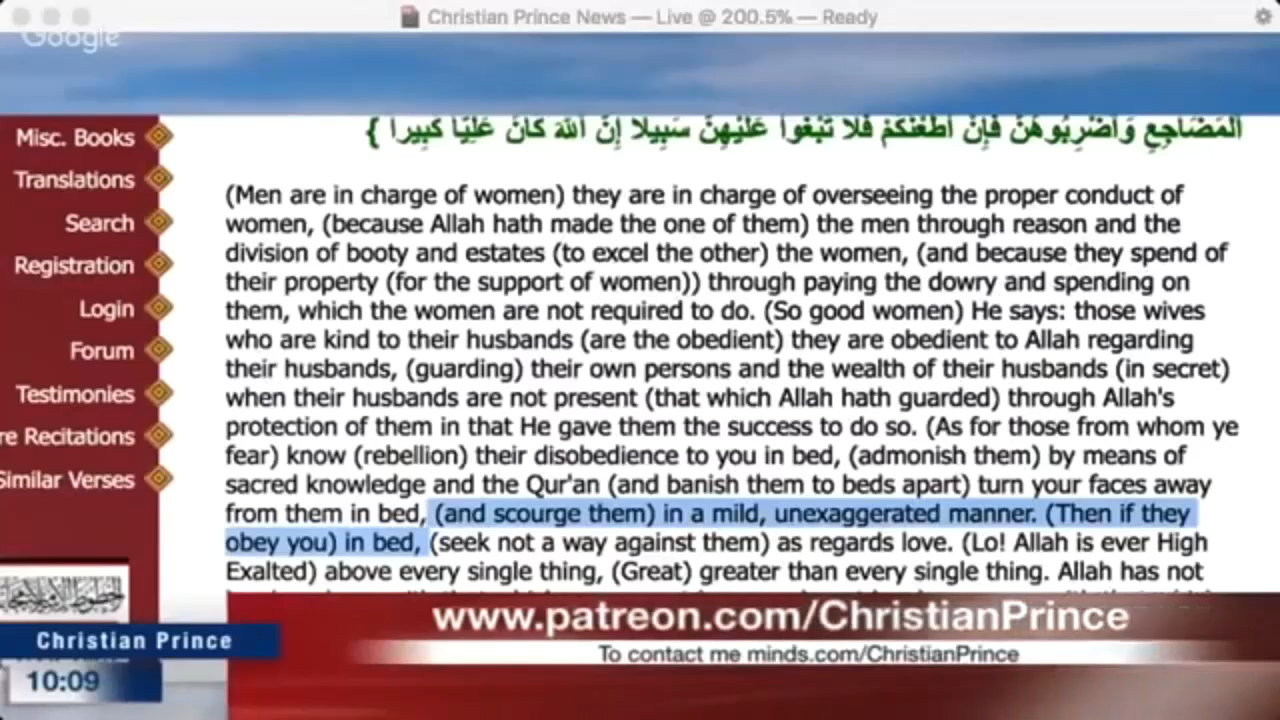 Christian Prince News — Live @ 200.5% — Ready
Google
Misc. Books
Translations
Search
Registration
Login
Forum
Testimonies
re Recitations
Similar Verses
الْمَضَاجِعِ وَاضْرِبُوهُنَّ فَإِنْ أَطَعْنَكُمْ فَلاَ تَبْغُواْ عَلَيْهِنَّ سَبِيلاً إِنَّ اللَّهَ كَانَ عَلِيّاً كَبِيراً }
(Men are in charge of women) they are in charge of overseeing the proper conduct of
women, (because Allah hath made the one of them) the men through reason and the
division of booty and estates (to excel the other) the women, (and because they spend of
their property (for the support of women)) through paying the dowry and spending on
them, which the women are not required to do. (So good women) He says: those wives
who are kind to their husbands (are the obedient) they are obedient to Allah regarding
their husbands, (guarding) their own persons and the wealth of their husbands (in secret)
when their husbands are not present (that which Allah hath guarded) through Allah's
protection of them in that He gave them the success to do so. (As for those from whom ye
fear) know (rebellion) their disobedience to you in bed, (admonish them) by means of
sacred knowledge and the Qur'an (and banish them to beds apart) turn your faces away
from them in bed, (and scourge them) in a mild, unexaggerated manner. (Then if they
obey you) in bed, (seek not a way against them) as regards love. (Lo! Allah is ever High
Exalted) above every single thing, (Great) greater than every single thing. Allah has not
www.patreon.com/ChristianPrince
To contact me minds.com/ChristianPrince
Christian Prince
10:09